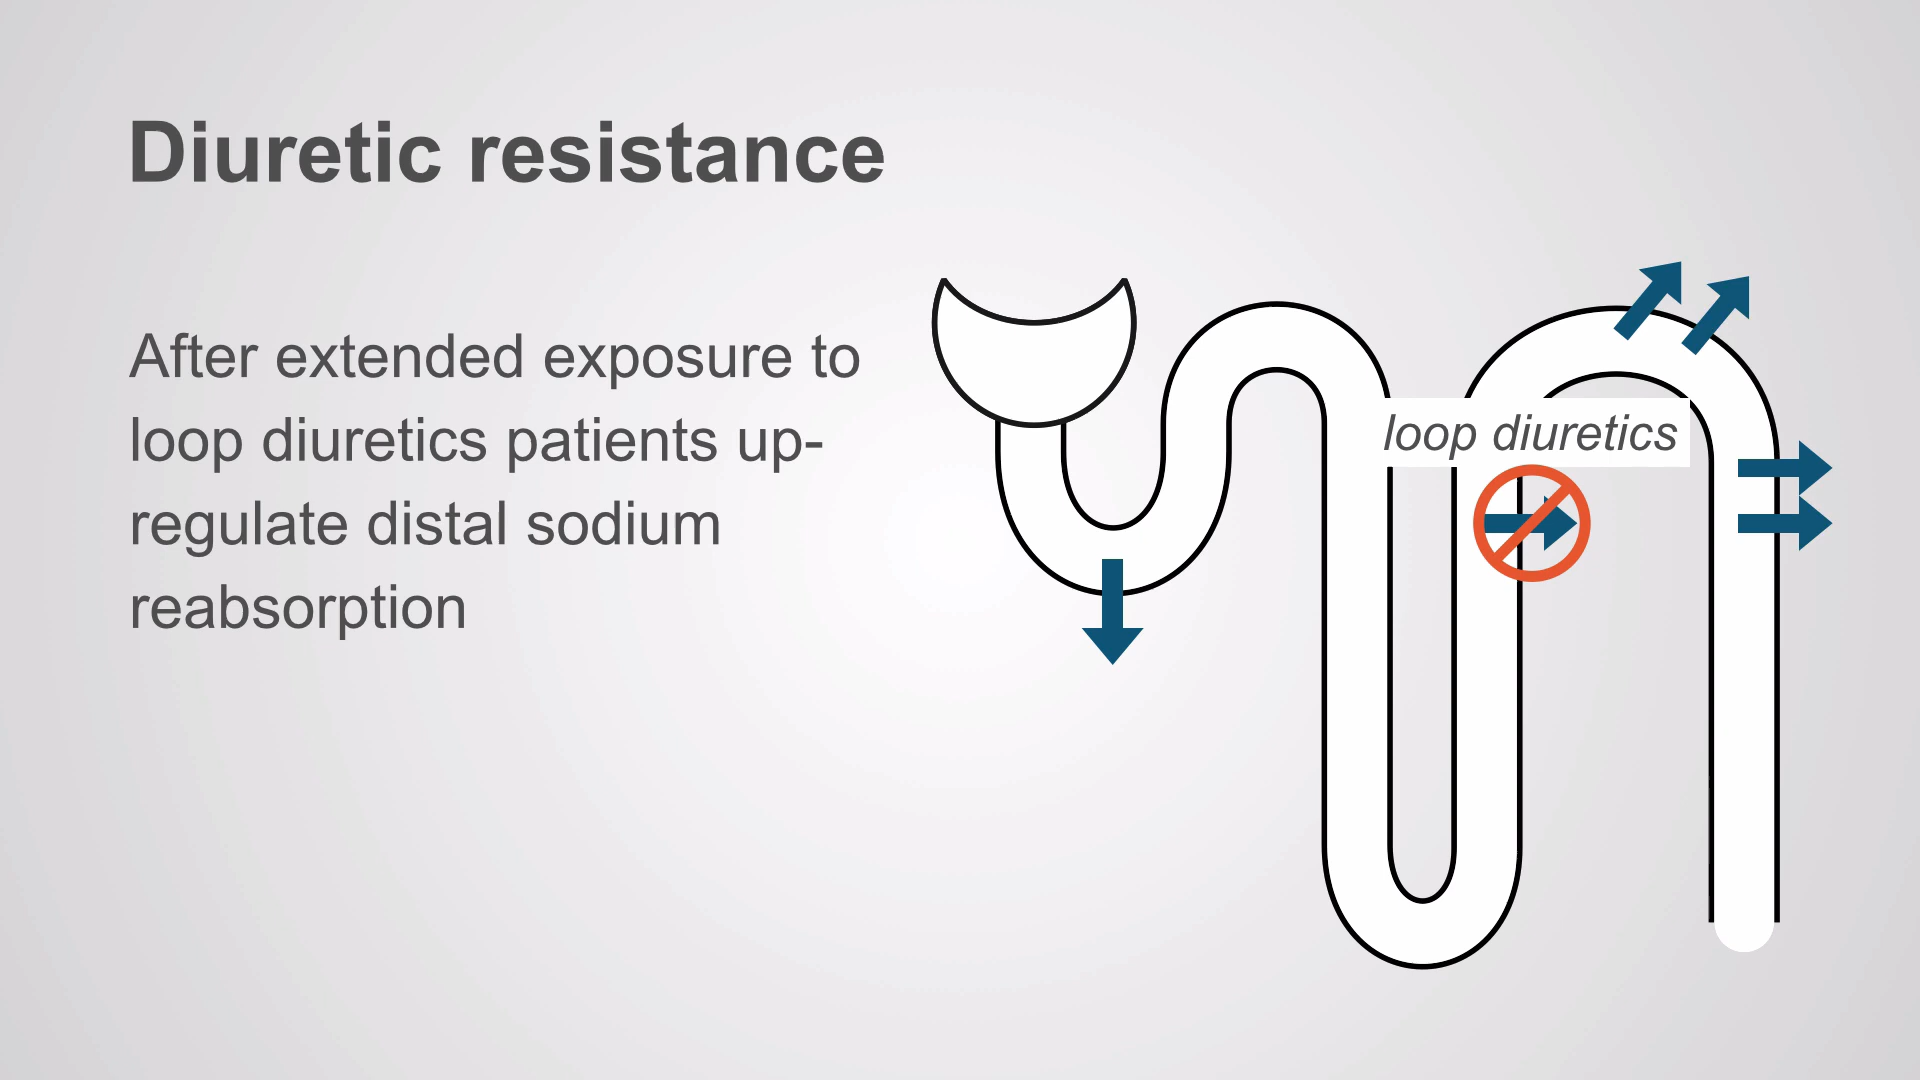 Diuretic resistance
After extended exposure to
loop diuretics patients up-
regulate distal sodium
reabsorption
loop diuretics